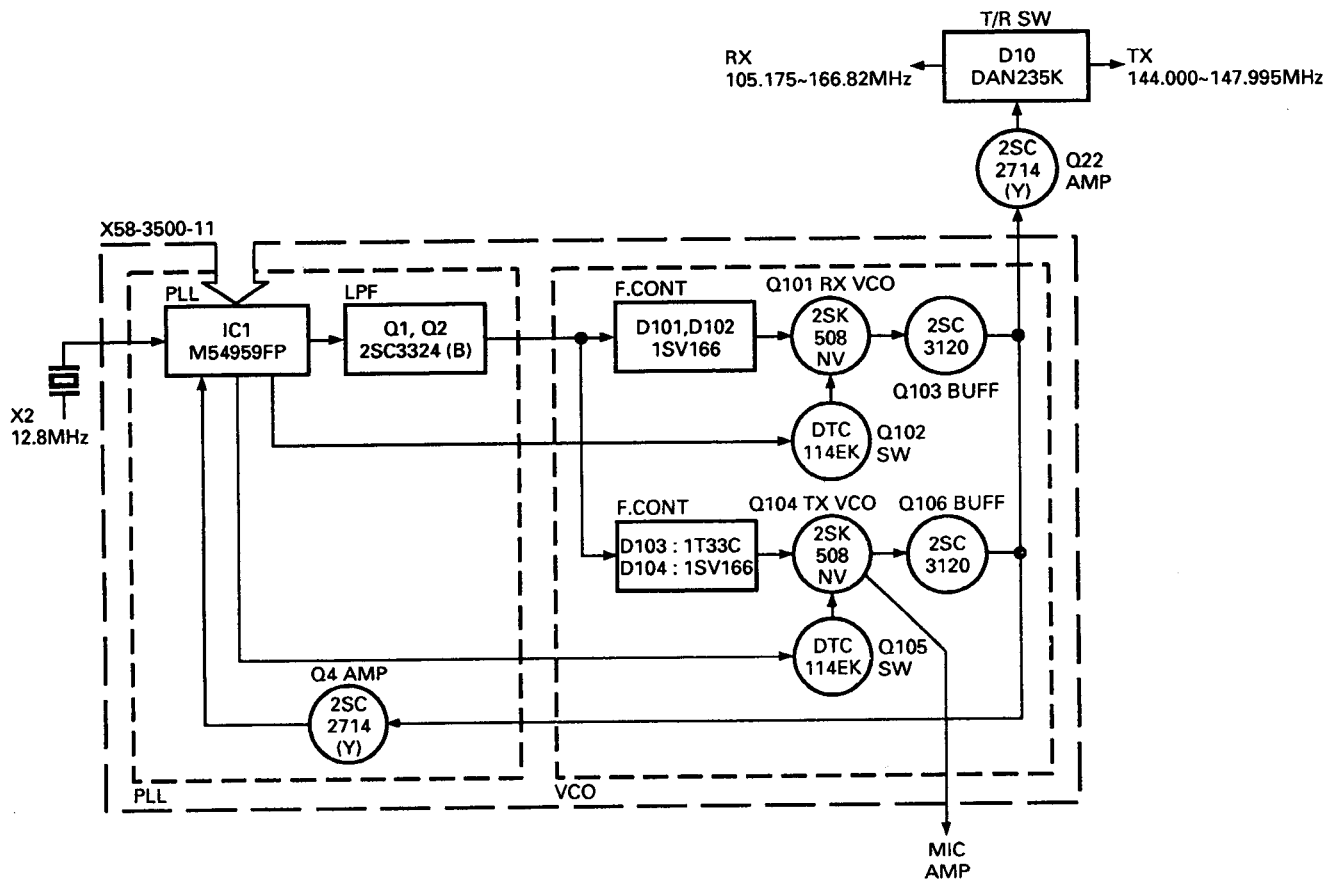 T/R SW
D10
DAN235K
RX
105.175~166.82MHz
TX
144.000~147.995MHz
2SC
2714
(Y)
Q22
AMP
X58-3500-11
PLL
IC1
M54959FP
LPF
Q1, Q2
2SC3324 (B)
F.CONT
D101,D102
1SV166
Q101 RX VCO
2SK
508
NV
2SC
3120
Q103 BUFF
X2
12.8MHz
DTC
114EK
Q102
SW
F.CONT
D103 : 1T33C
D104 : 1SV166
Q104 TX VCO
2SK
508
NV
Q106 BUFF
2SC
3120
DTC
114EK
Q105
SW
Q4 AMP
2SC
2714
(Y)
PLL
VCO
MIC
AMP